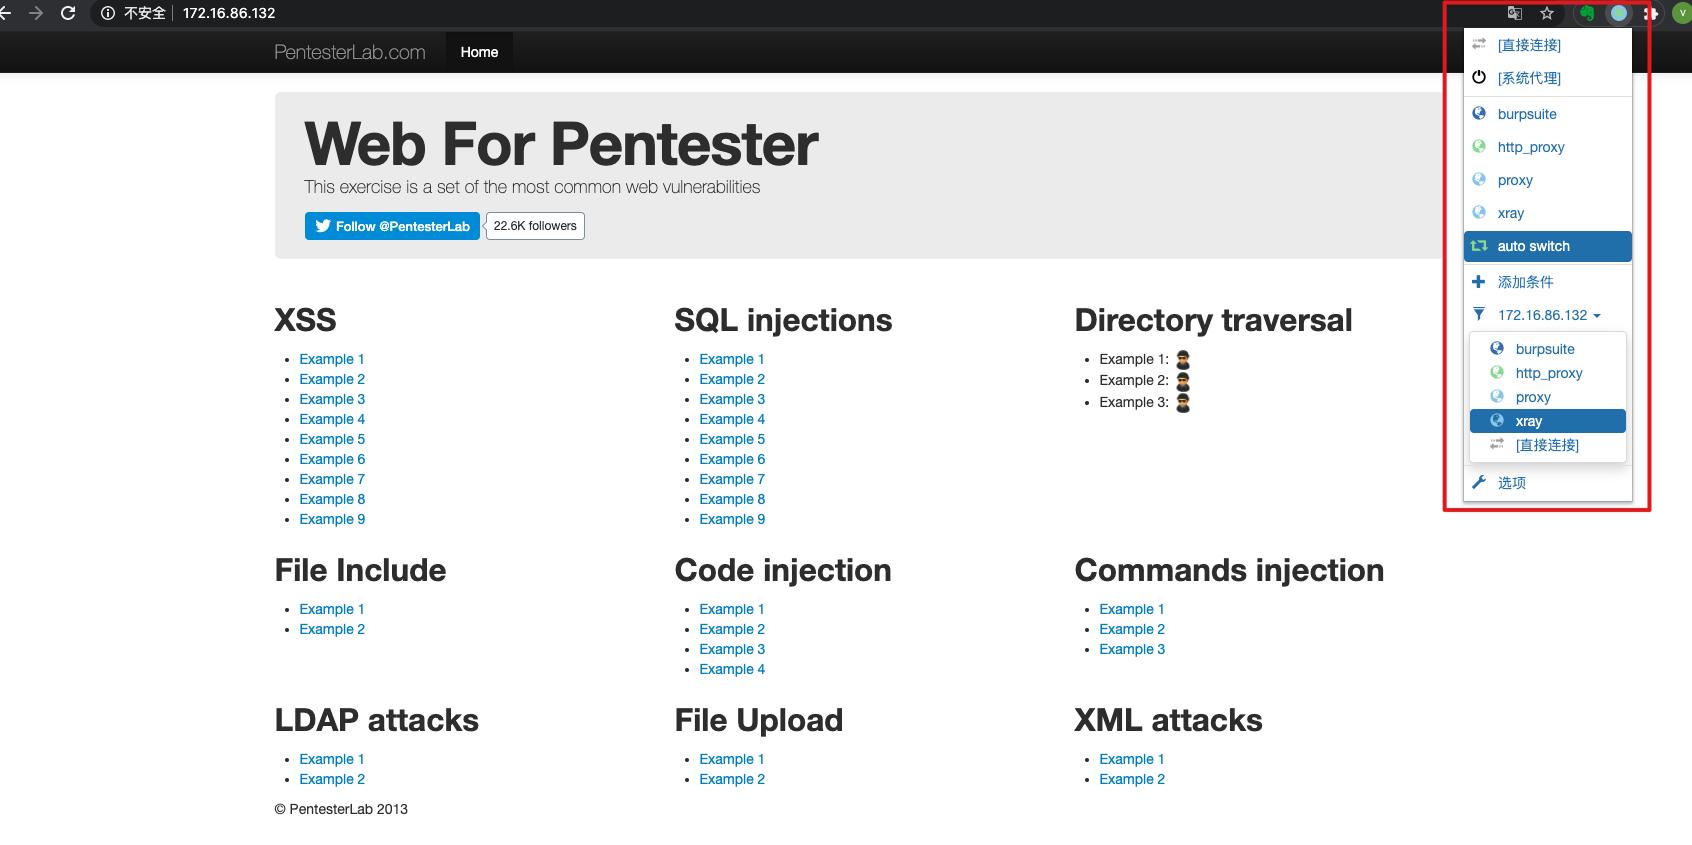 不安全
172.16.86.132
PentesterLab.com
Home
Web For Pentester
This exercise is a set of the most common web vulnerabilities
Follow @PentesterLab
22.6K followers
XSS
Example 1
Example 2
Example 3
Example 4
Example 5
Example 6
Example 7
Example 8
Example 9
SQL injections
Example 1
Example 2
Example 3
Example 4
Example 5
Example 6
Example 7
Example 8
Example 9
Directory traversal
Example 1:
Example 2:
Example 3:
File Include
Example 1
Example 2
Code injection
Example 1
Example 2
Example 3
Example 4
Commands injection
Example 1
Example 2
Example 3
LDAP attacks
Example 1
Example 2
File Upload
Example 1
Example 2
XML attacks
Example 1
Example 2
© PentesterLab 2013
V
[直接连接]
[系统代理]
burpsuite
http_proxy
proxy
xray
auto switch
添加条件
172.16.86.132
burpsuite
http_proxy
proxy
xray
[直接连接]
选项